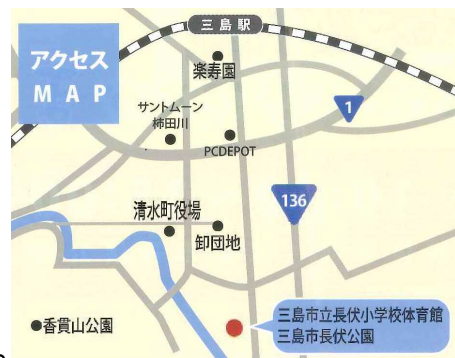 三島駅
アクセス
MAP
楽寿園
サントムーン
柿田川
PCDEPOT
1
136
清水町役場
卸団地
香貫山公園
三島市立長伏小学校体育館
三島市長伏公園